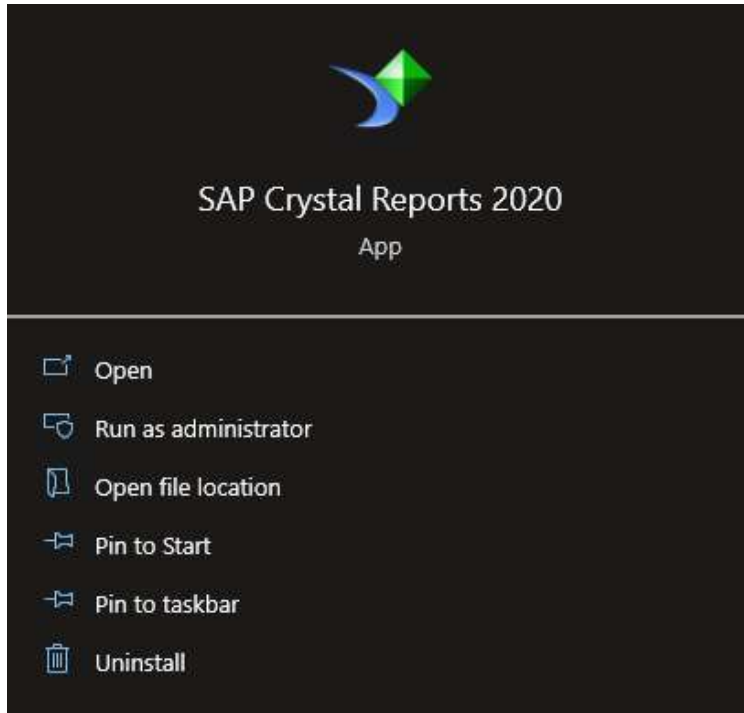 SAP Crystal Reports 2020
App
Open
Run as administrator
Open file location
Pin to Start
Pin to taskbar
Uninstall